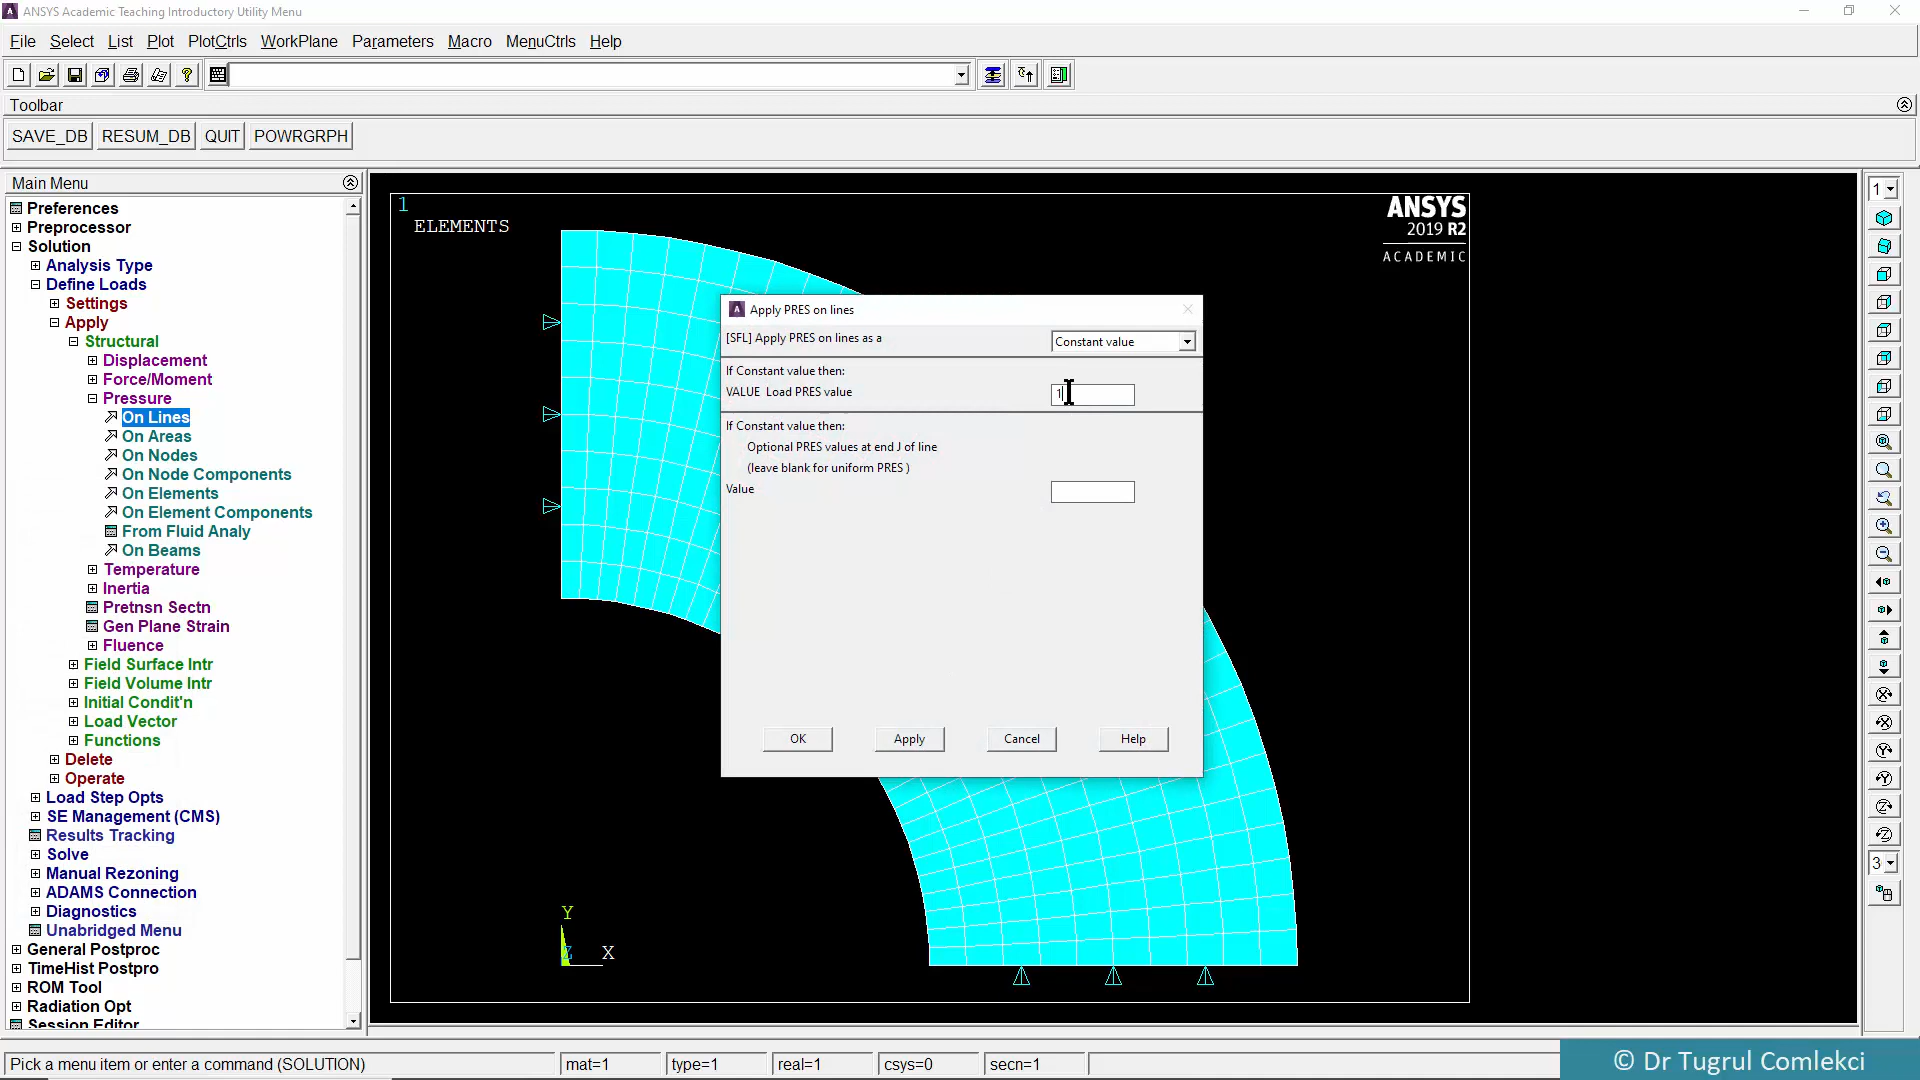 ANSYS Academic Teaching Introductory Utility Menu
File Select List Plot PlotCtrls WorkPlane Parameters Macro MenuCtrls Help
Toolbar
SAVE_DB RESUM_DB QUIT POWRGRPH
Main Menu
Preferences
Preprocessor
Solution
Analysis Type
Define Loads
Settings
Apply
Structural
Displacement
Force/Moment
Pressure
On Lines
On Areas
On Nodes
On Node Components
On Elements
On Element Components
From Fluid Analy
On Beams
Temperature
Inertia
Pretnsn Sectn
Gen Plane Strain
Fluence
Field Surface Intr
Field Volume Intr
Initial Condit'n
Load Vector
Functions
Delete
Operate
Load Step Opts
SE Management (CMS)
Results Tracking
Solve
Manual Rezoning
ADAMS Connection
Diagnostics
Unabridged Menu
General Postproc
TimeHist Postpro
ROM Tool
Radiation Opt
Session Editor
1
ELEMENTS
ANSYS
2019 R2
ACADEMIC
Apply PRES on lines
[SFL] Apply PRES on lines as a Constant value
If Constant value then:
VALUE Load PRES value 1
If Constant value then:
Optional PRES values at end J of line
(leave blank for uniform PRES )
Value
OK Apply Cancel Help
Y
Z X
1
3
Pick a menu item or enter a command (SOLUTION) mat=1 type=1 real=1 csys=0 secn=1
© Dr Tugrul Comlekci